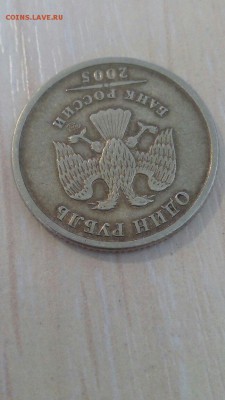 COINS.LAVE.RU
ОДИН РУБЛЬ
БАНК РОССИИ
2005